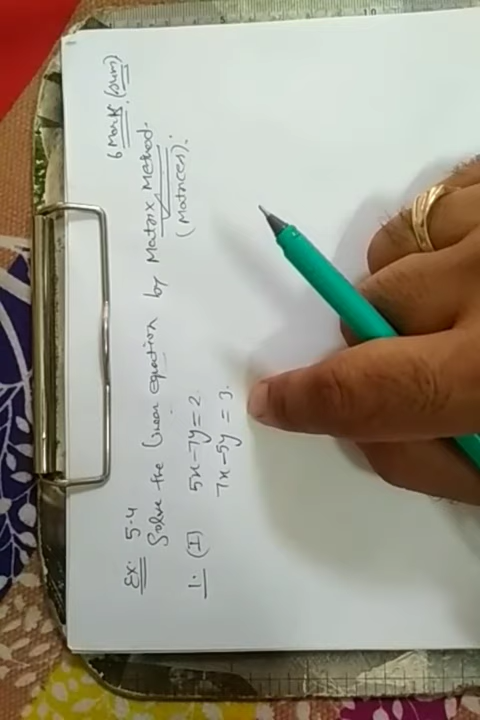 6 Mark (sum)
Ex: 5.4
Solve the linear equation by Matrix Method.
(Matrices):
1. (I) 5x-7y=2
7x-5y=3.